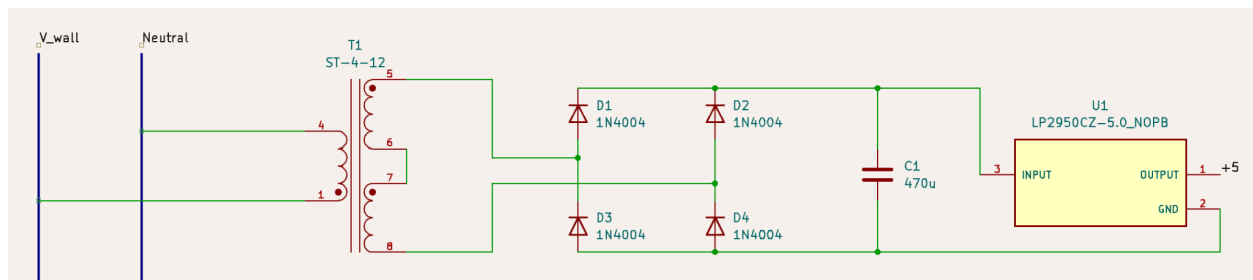 V_wall
Neutral
T1
ST-4-12
5
4
6
7
1
8
D1
1N4004
D2
1N4004
D3
1N4004
D4
1N4004
C1
470u
U1
LP2950CZ-5.0_NOPB
3
INPUT
OUTPUT
1
+5
GND
2